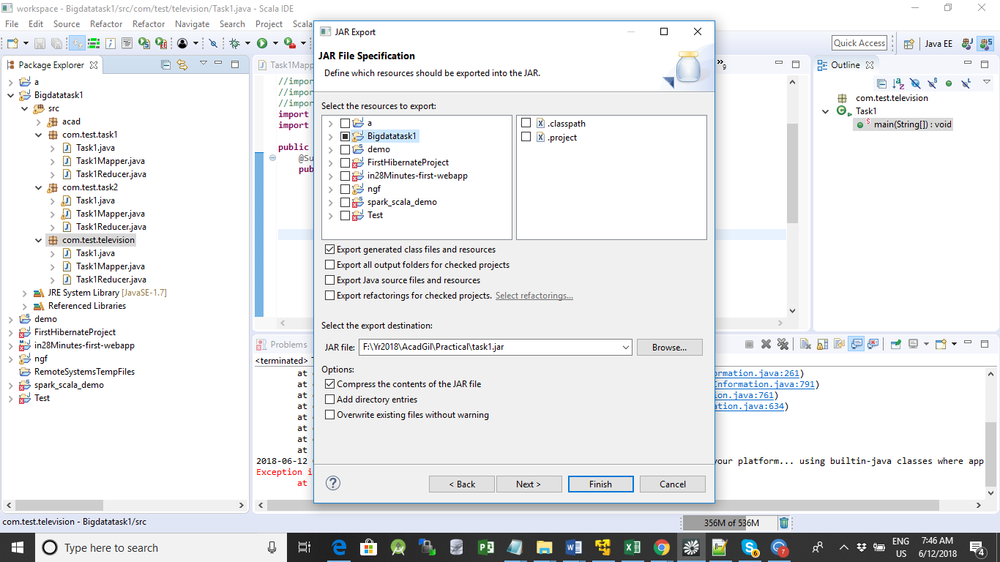 workspace - Bigdatatask1/src/com/test/television/Task1.java - Scala IDE
File Edit Source Refactor Refactor Navigate Search Project Scala
Quick Access
Java EE
Package Explorer
a
Bigdatatask1
src
acad
com.test.task1
Task1.java
Task1Mapper.java
Task1Reducer.java
com.test.task2
Task1.java
Task1Mapper.java
Task1Reducer.java
com.test.television
Task1.java
Task1Mapper.java
Task1Reducer.java
JRE System Library [JavaSE-1.7]
Referenced Libraries
demo
FirstHibernateProject
in28Minutes-first-webapp
ngf
RemoteSystemsTempFiles
spark_scala_demo
Test
Task1Mapp
//impor
//impor
//impor
import
import
public
@Su
pub
9
JAR Export
JAR File Specification
Define which resources should be exported into the JAR.
Select the resources to export:
a
Bigdatatask1
demo
FirstHibernateProject
in28Minutes-first-webapp
ngf
spark_scala_demo
Test
.classpath
.project
Export generated class files and resources
Export all output folders for checked projects
Export Java source files and resources
Export refactorings for checked projects. Select refactorings...
Select the export destination:
JAR file: F:\Yr2018\AcadGil\Practical\task1.jar Browse...
Options:
Compress the contents of the JAR file
Add directory entries
Overwrite existing files without warning
< Back Next > Finish Cancel
Outline
com.test.television
Task1
main(String[]) : void
Problems
<terminated>
at
at
at
at
at
at
at
at
rmation.java:261)
Information.java:791)
ion.java:761)
ation.java:634)
2018-06-12
your platform... using builtin-java classes where app
Exception i
at
com.test.television - Bigdatatask1/src
356M of 536M
Type here to search
6
7
ENG
US
7:46 AM
6/12/2018
4